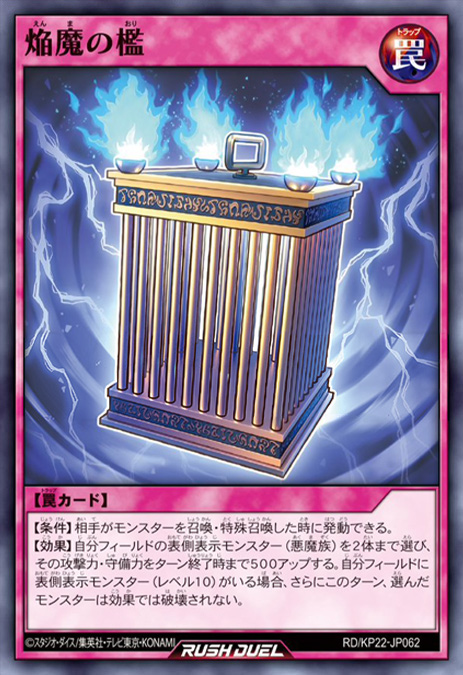 焔魔の檻
トラップ
罠
【罠カード】
【条件】相手がモンスターを召喚・特殊召喚した時に発動できる。
【効果】自分フィールドの表側表示モンスター(悪魔族)を2体まで選び、
その攻撃力・守備力をターン終了時まで500アップする。自分フィールドに
表側表示モンスター(レベル10)がいる場合、さらにこのターン、選んだ
モンスターは効果では破壊されない。
©スタジオ・ダイス/集英社・テレビ東京・KONAMI
RUSH DUEL
RD/KP22-JP062